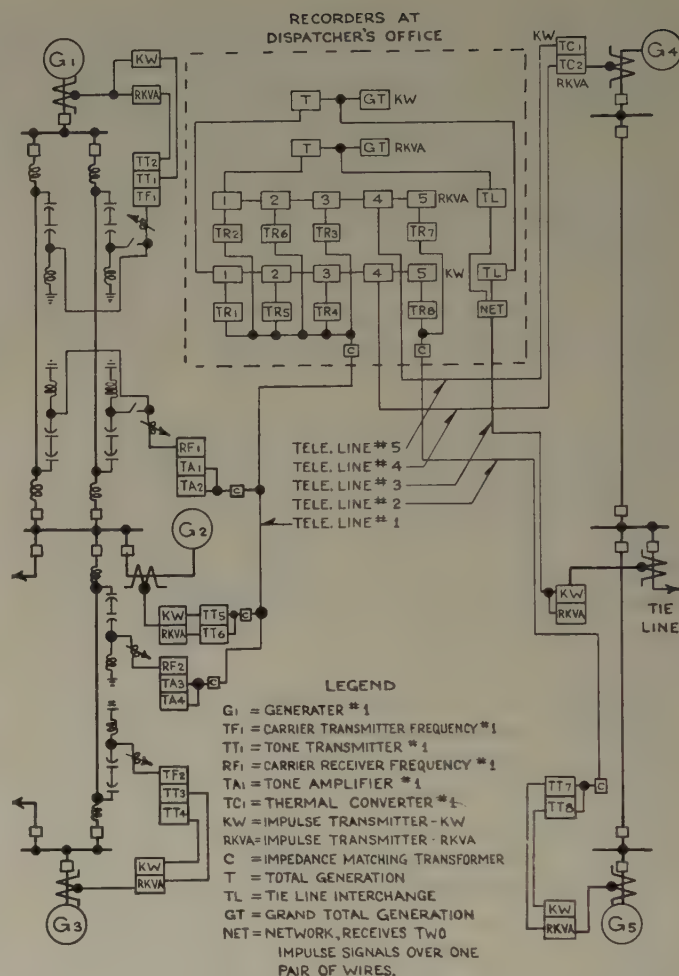 RECORDERS AT
DISPATCHER'S OFFICE
G1
KW
RKVA
TT2
TT1
TF1
KW
TC1
TC2
RKVA
G4
T
GT
KW
T
GT
RKVA
1
2
3
4
5
RKVA
TL
TR2
TR6
TR3
TR7
1
2
3
4
5
KW
TL
TR1
TR5
TR4
TR8
NET
C
C
RF1
TA1
TA2
C
TELE. LINE #5
TELE. LINE #4
TELE. LINE #3
TELE. LINE #2
TELE. LINE #1
G2
KW
RKVA
TT5
TT6
C
RF2
TA3
TA4
C
KW
RKVA
TIE
LINE
TF2
TT3
TT4
KW
RKVA
G3
TT7
TT8
C
KW
RKVA
G5
LEGEND
G1 = GENERATER #1
TF1 = CARRIER TRANSMITTER FREQUENCY #1
TT1 = TONE TRANSMITTER #1
RF1 = CARRIER RECEIVER FREQUENCY #1
TA1 = TONE AMPLIFIER #1
TC1 = THERMAL CONVERTER #1
KW = IMPULSE TRANSMITTER - KW
RKVA = IMPULSE TRANSMITTER - RKVA
C = IMPEDANCE MATCHING TRANSFORMER
T = TOTAL GENERATION
TL = TIE LINE INTERCHANGE
GT = GRAND TOTAL GENERATION
NET = NETWORK, RECEIVES TWO
IMPULSE SIGNALS OVER ONE
PAIR OF WIRES.